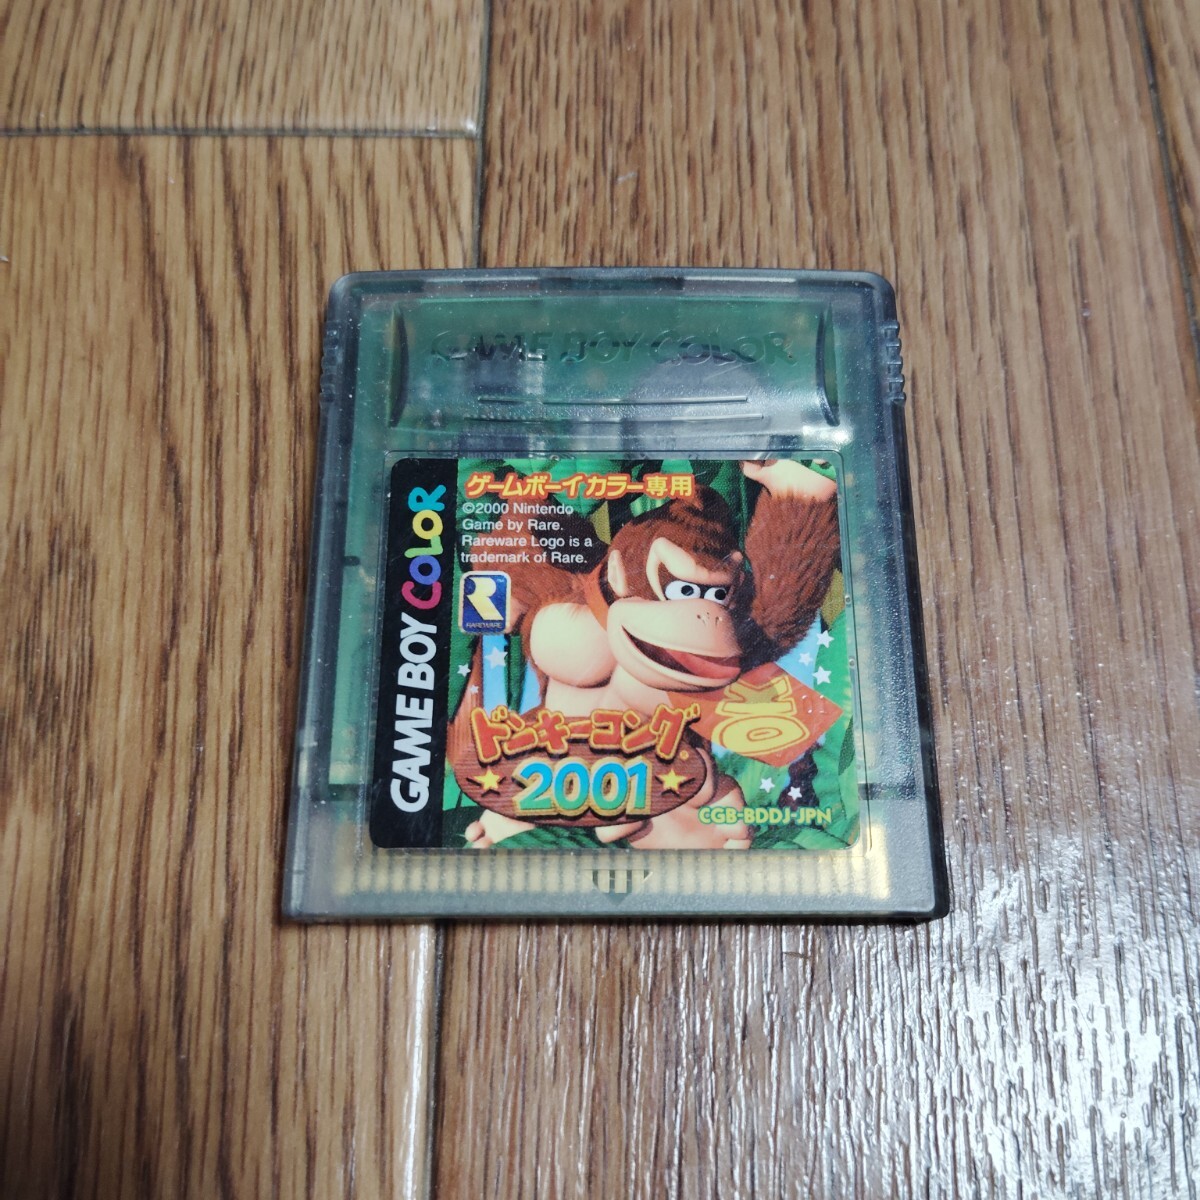 GAME BOY COLOR
GAME BOY COLOR
ゲームボーイカラー専用
©2000 Nintendo
Game by Rare.
Rareware Logo is a
trademark of Rare.
R
RAREWARE
ドンキーコング
2001
DK
CGB-BDDJ-JPN